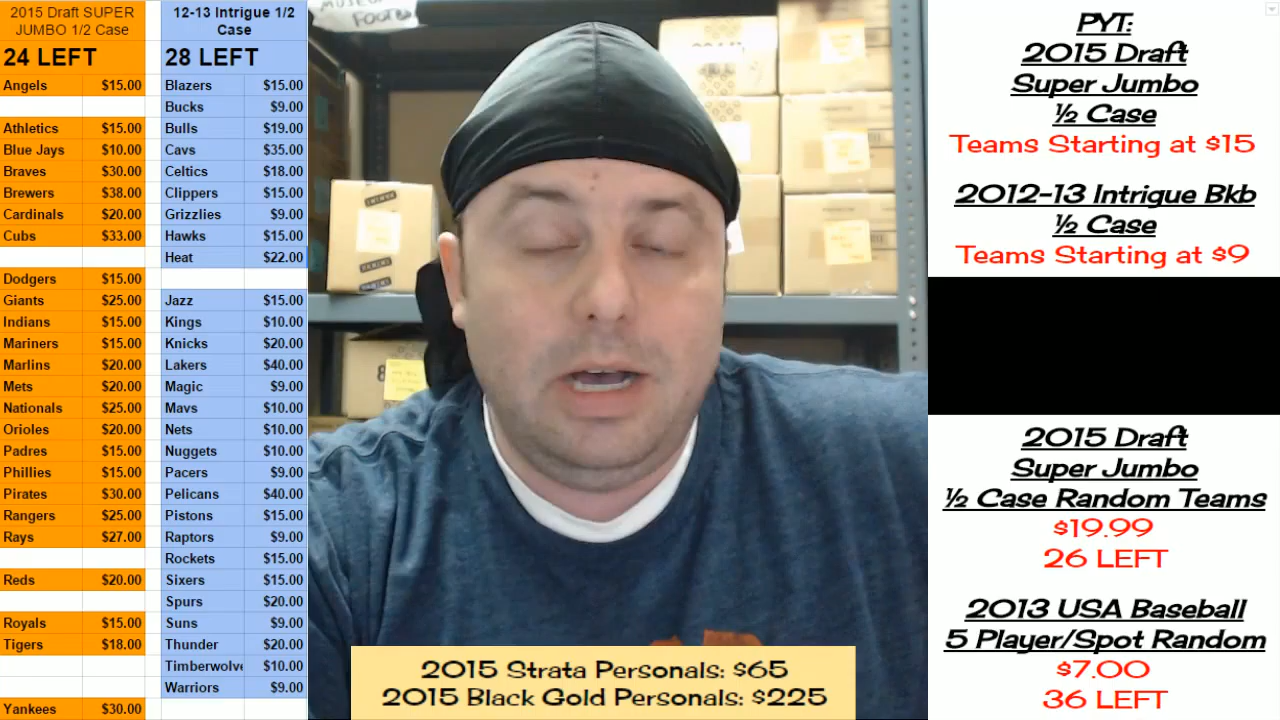 2015 Draft SUPER
JUMBO 1/2 Case
24 LEFT
Angels $15.00
Athletics $15.00
Blue Jays $10.00
Braves $30.00
Brewers $38.00
Cardinals $20.00
Cubs $33.00
Dodgers $15.00
Giants $25.00
Indians $15.00
Mariners $15.00
Marlins $20.00
Mets $20.00
Nationals $25.00
Orioles $20.00
Padres $15.00
Phillies $15.00
Pirates $30.00
Rangers $25.00
Rays $27.00
Reds $20.00
Royals $15.00
Tigers $18.00
Yankees $30.00
12-13 Intrigue 1/2
Case
28 LEFT
Blazers $15.00
Bucks $9.00
Bulls $19.00
Cavs $35.00
Celtics $18.00
Clippers $15.00
Grizzlies $9.00
Hawks $15.00
Heat $22.00
Jazz $15.00
Kings $10.00
Knicks $20.00
Lakers $40.00
Magic $9.00
Mavs $10.00
Nets $10.00
Nuggets $10.00
Pacers $9.00
Pelicans $40.00
Pistons $15.00
Raptors $9.00
Rockets $15.00
Sixers $15.00
Spurs $20.00
Suns $9.00
Thunder $20.00
Timberwolve $10.00
Warriors $9.00
PANINI
2015 Strata Personals: $65
2015 Black Gold Personals: $225
PYT:
2015 Draft
Super Jumbo
½ Case
Teams Starting at $15
2012-13 Intrigue Bkb
½ Case
Teams Starting at $9
2015 Draft
Super Jumbo
½ Case Random Teams
$19.99
26 LEFT
2013 USA Baseball
5 Player/Spot Random
$7.00
36 LEFT